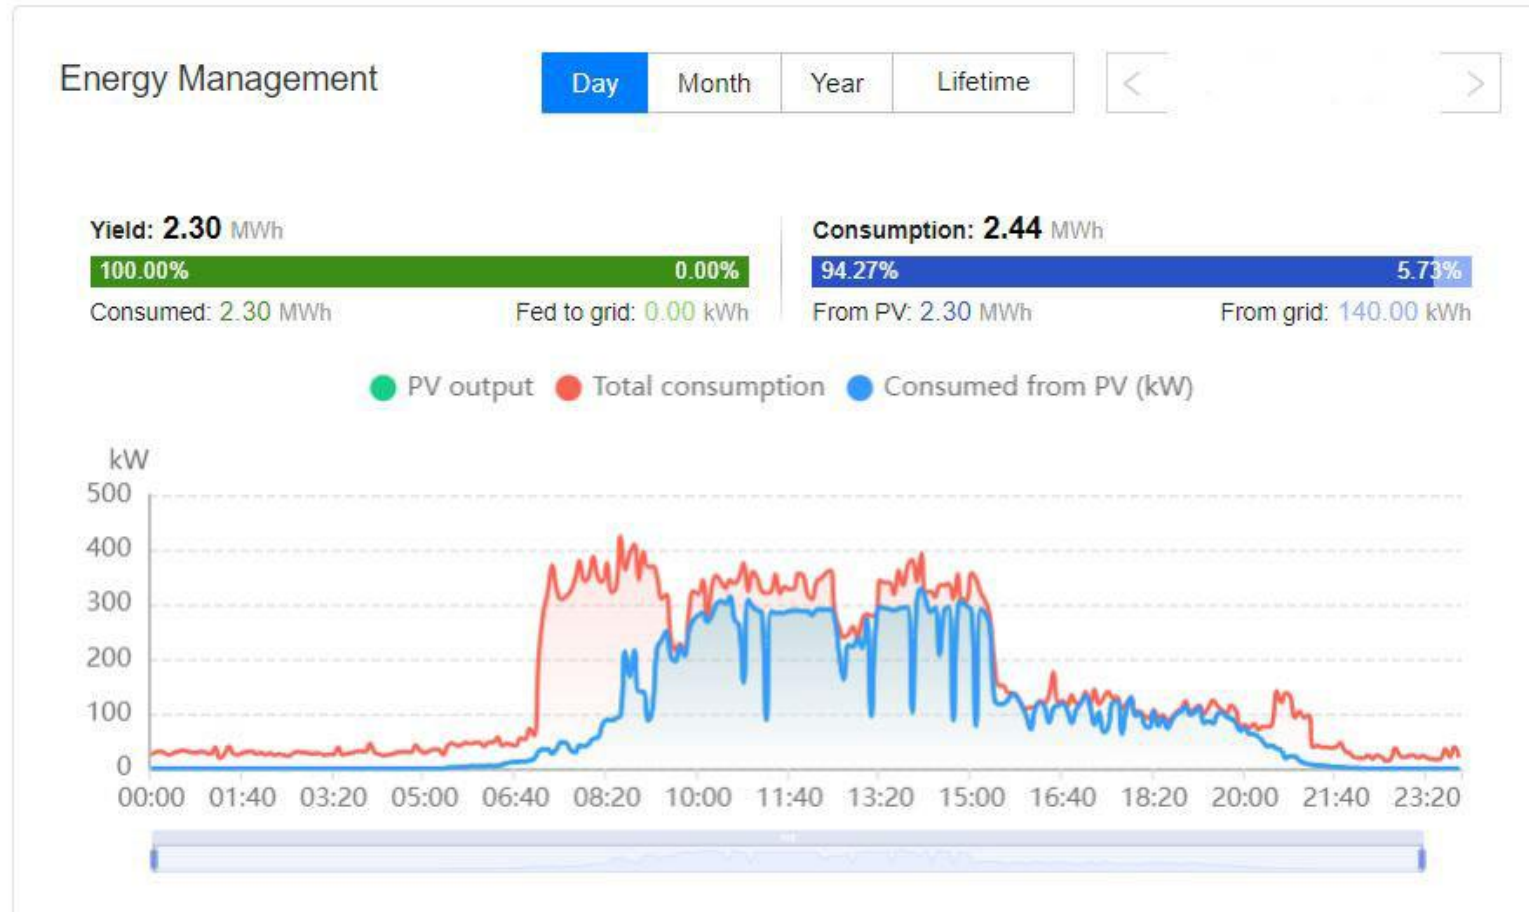 Energy Management Day Month Year Lifetime < >
Yield: 2.30 MWh Consumption: 2.44 MWh
100.00% 0.00% 94.27% 5.73%
Consumed: 2.30 MWh Fed to grid: 0.00 kWh From PV: 2.30 MWh From grid: 140.00 kWh
PV output Total consumption Consumed from PV (kW)
kW
500
400
300
200
100
0
00:00 01:40 03:20 05:00 06:40 08:20 10:00 11:40 13:20 15:00 16:40 18:20 20:00 21:40 23:20